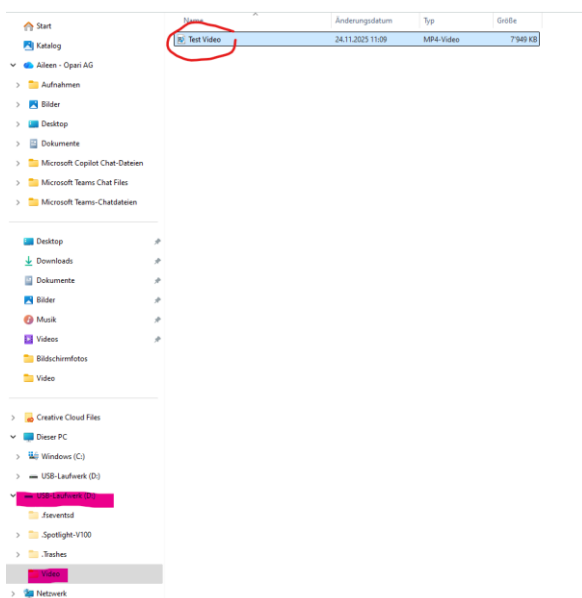 Name Änderungsdatum Typ Größe
Test Video 24.11.2025 11:09 MP4-Video 7'949 KB
Start
Katalog
Aileen - Opari AG
Aufnahmen
Bilder
Desktop
Dokumente
Microsoft Copilot Chat-Dateien
Microsoft Teams Chat Files
Microsoft Teams-Chatdateien
Desktop
Downloads
Dokumente
Bilder
Musik
Videos
Bildschirmfotos
Video
Creative Cloud Files
Dieser PC
Windows (C:)
USB-Laufwerk (D:)
USB-Laufwerk (D:)
.fseventsd
.Spotlight-V100
.Trashes
Video
Netzwerk